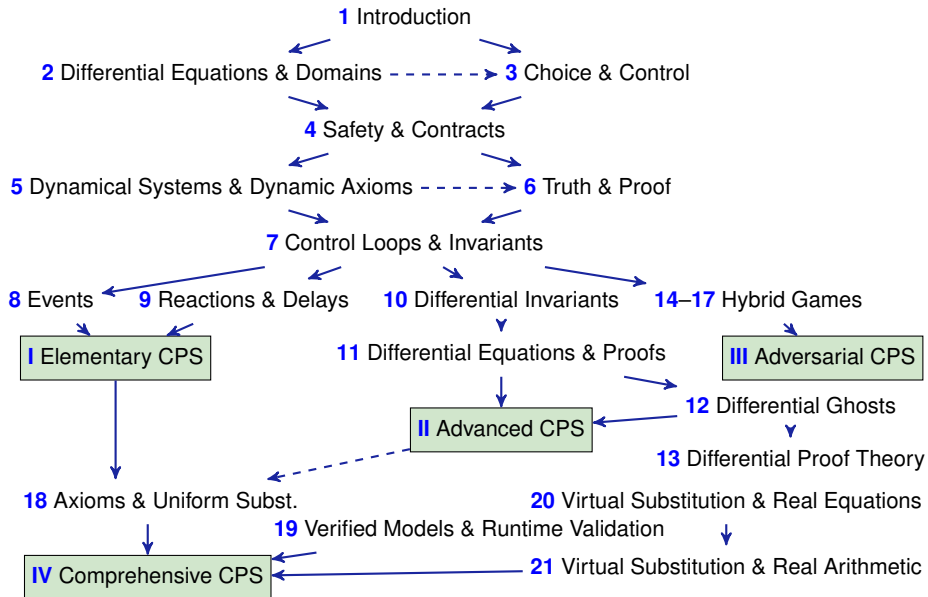 1 Introduction
2 Differential Equations & Domains
3 Choice & Control
4 Safety & Contracts
5 Dynamical Systems & Dynamic Axioms
6 Truth & Proof
7 Control Loops & Invariants
8 Events
9 Reactions & Delays
10 Differential Invariants
14–17 Hybrid Games
I Elementary CPS
11 Differential Equations & Proofs
III Adversarial CPS
12 Differential Ghosts
II Advanced CPS
13 Differential Proof Theory
18 Axioms & Uniform Subst.
20 Virtual Substitution & Real Equations
19 Verified Models & Runtime Validation
IV Comprehensive CPS
21 Virtual Substitution & Real Arithmetic